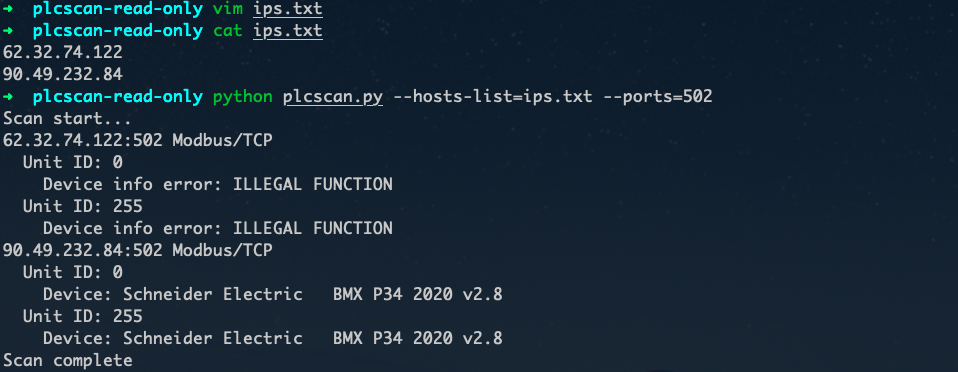 ➜ plcscan-read-only vim ips.txt
➜ plcscan-read-only cat ips.txt
62.32.74.122
90.49.232.84
➜ plcscan-read-only python plcscan.py --hosts-list=ips.txt --ports=502
Scan start...
62.32.74.122:502 Modbus/TCP
  Unit ID: 0
    Device info error: ILLEGAL FUNCTION
  Unit ID: 255
    Device info error: ILLEGAL FUNCTION
90.49.232.84:502 Modbus/TCP
  Unit ID: 0
    Device: Schneider Electric   BMX P34 2020 v2.8
  Unit ID: 255
    Device: Schneider Electric   BMX P34 2020 v2.8
Scan complete